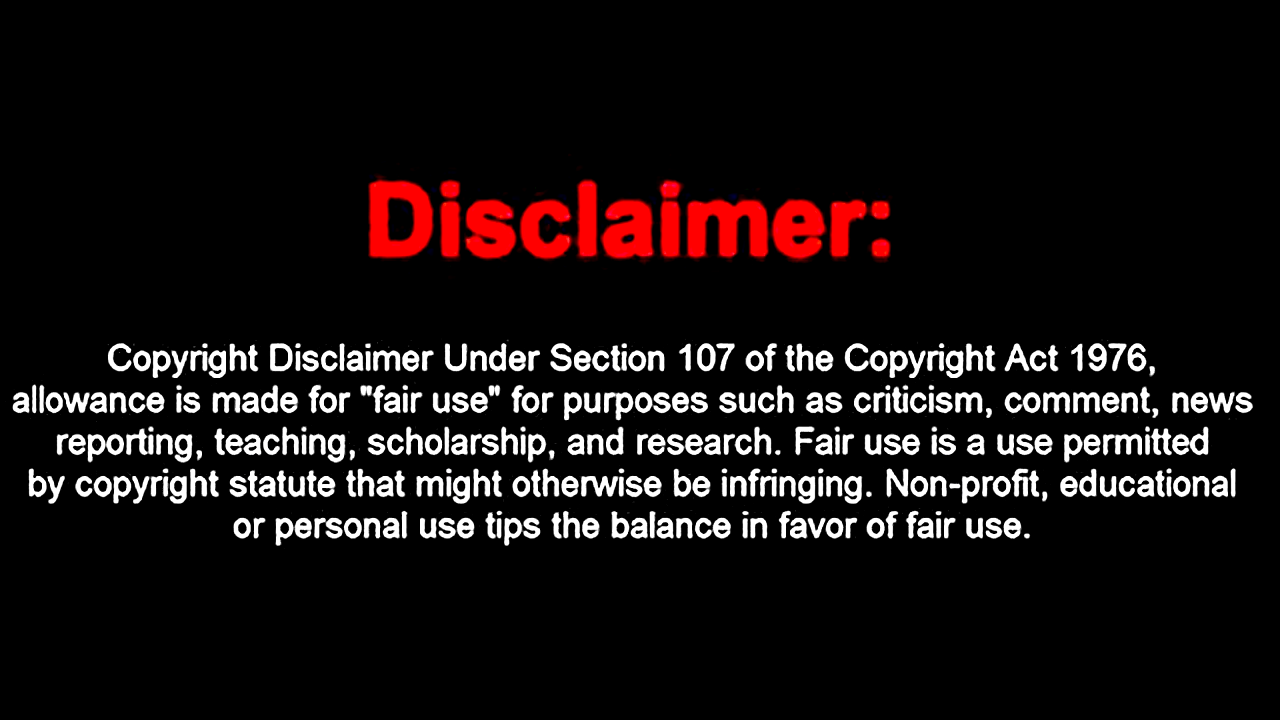 Disclaimer:
Copyright Disclaimer Under Section 107 of the Copyright Act 1976,
allowance is made for "fair use" for purposes such as criticism, comment, news
reporting, teaching, scholarship, and research. Fair use is a use permitted
by copyright statute that might otherwise be infringing. Non-profit, educational
or personal use tips the balance in favor of fair use.